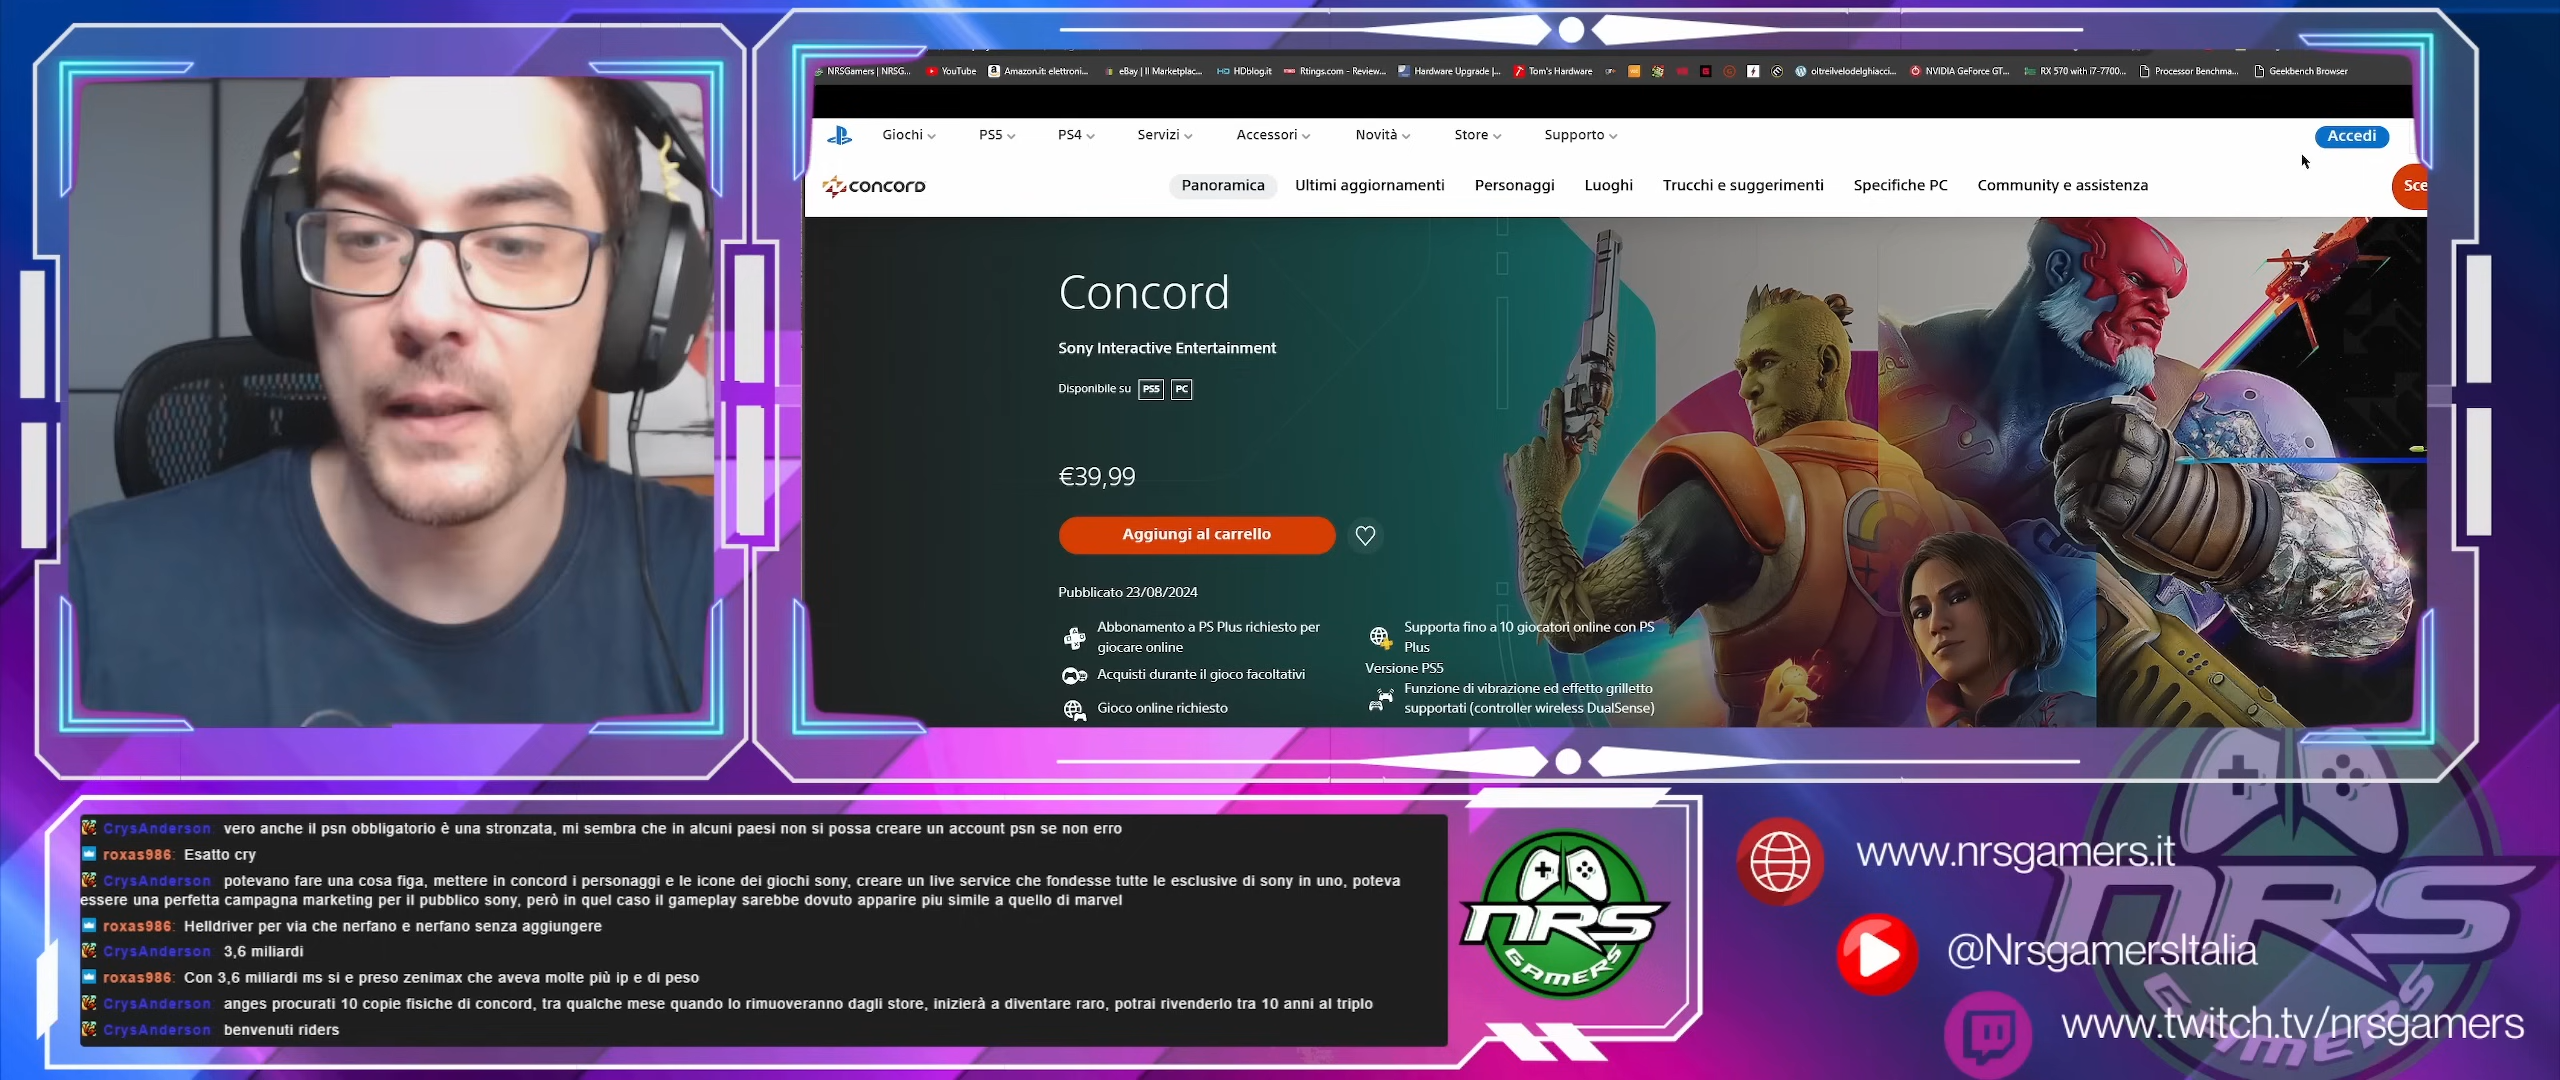 NRSGamers | NRSG...
YouTube
Amazon.it: elettroni...
eBay | Il Marketplac...
HDblog.it
Rtings.com - Review...
Hardware Upgrade |...
Tom's Hardware
oltreilvelodelghiacci...
NVIDIA GeForce GT...
RX 570 with i7-7700...
Processor Benchma...
Geekbench Browser
Giochi
PS5
PS4
Servizi
Accessori
Novità
Store
Supporto
Accedi
CONCORD
Panoramica
Ultimi aggiornamenti
Personaggi
Luoghi
Trucchi e suggerimenti
Specifiche PC
Community e assistenza
Sce
Concord
Sony Interactive Entertainment
Disponibile su PS5 PC
€39,99
Aggiungi al carrello
Pubblicato 23/08/2024
Abbonamento a PS Plus richiesto per
giocare online
Acquisti durante il gioco facoltativi
Gioco online richiesto
Supporta fino a 10 giocatori online con PS
Plus
Versione PS5
Funzione di vibrazione ed effetto grilletto
supportati (controller wireless DualSense)
CrysAnderson: vero anche il psn obbligatorio è una stronzata, mi sembra che in alcuni paesi non si possa creare un account psn se non erro
roxas986: Esatto cry
CrysAnderson: potevano fare una cosa figa, mettere in concord i personaggi e le icone dei giochi sony, creare un live service che fondesse tutte le esclusive di sony in uno, poteva
essere una perfetta campagna marketing per il pubblico sony, però in quel caso il gameplay sarebbe dovuto apparire piu simile a quello di marvel
roxas986: Helldriver per via che nerfano e nerfano senza aggiungere
CrysAnderson: 3,6 miliardi
roxas986: Con 3,6 miliardi ms si e preso zenimax che aveva molte più ip e di peso
CrysAnderson: anges procurati 10 copie fisiche di concord, tra qualche mese quando lo rimuoveranno dagli store, inizierà a diventare raro, potrai rivenderlo tra 10 anni al triplo
CrysAnderson: benvenuti riders
NRS
GAMERS
www.nrsgamers.it
@NrsgamersItalia
www.twitch.tv/nrsgamers
NRS
GAMERS